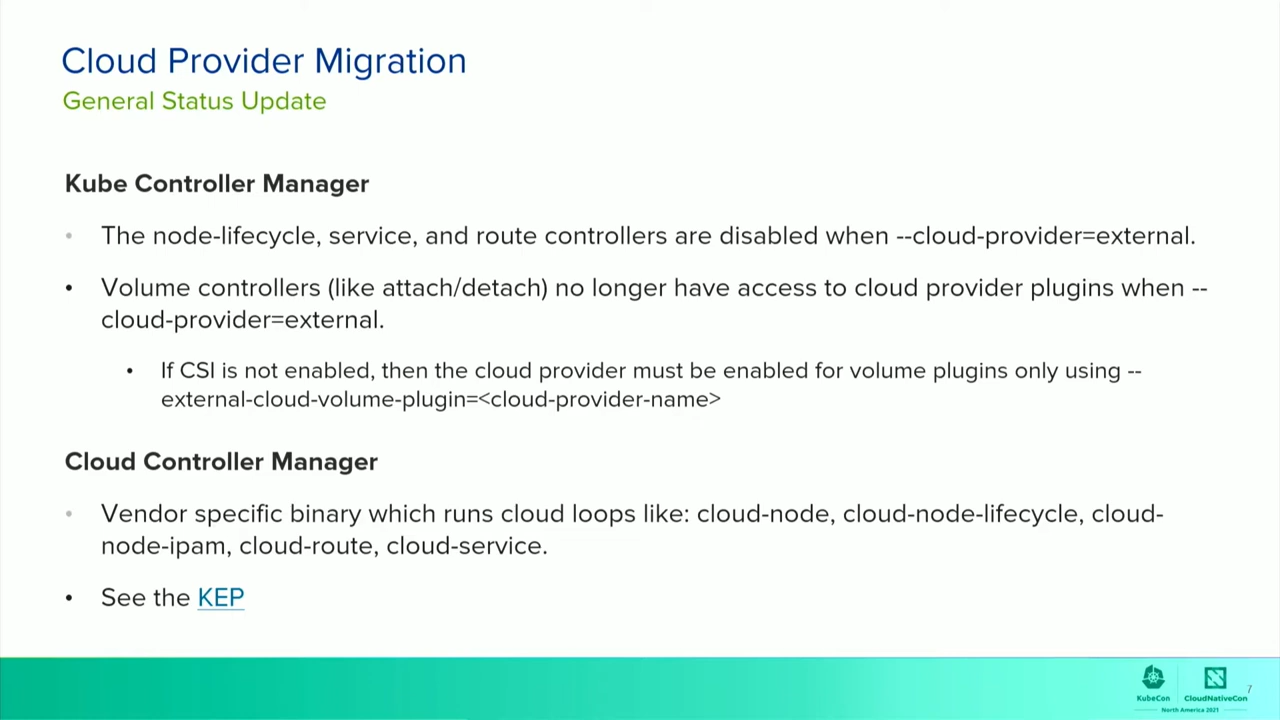 Cloud Provider Migration
General Status Update
Kube Controller Manager
• The node-lifecycle, service, and route controllers are disabled when --cloud-provider=external.
• Volume controllers (like attach/detach) no longer have access to cloud provider plugins when --
cloud-provider=external.
• If CSI is not enabled, then the cloud provider must be enabled for volume plugins only using --
external-cloud-volume-plugin=<cloud-provider-name>
Cloud Controller Manager
• Vendor specific binary which runs cloud loops like: cloud-node, cloud-node-lifecycle, cloud-
node-ipam, cloud-route, cloud-service.
• See the KEP
KubeCon CloudNativeCon
North America 2021
7